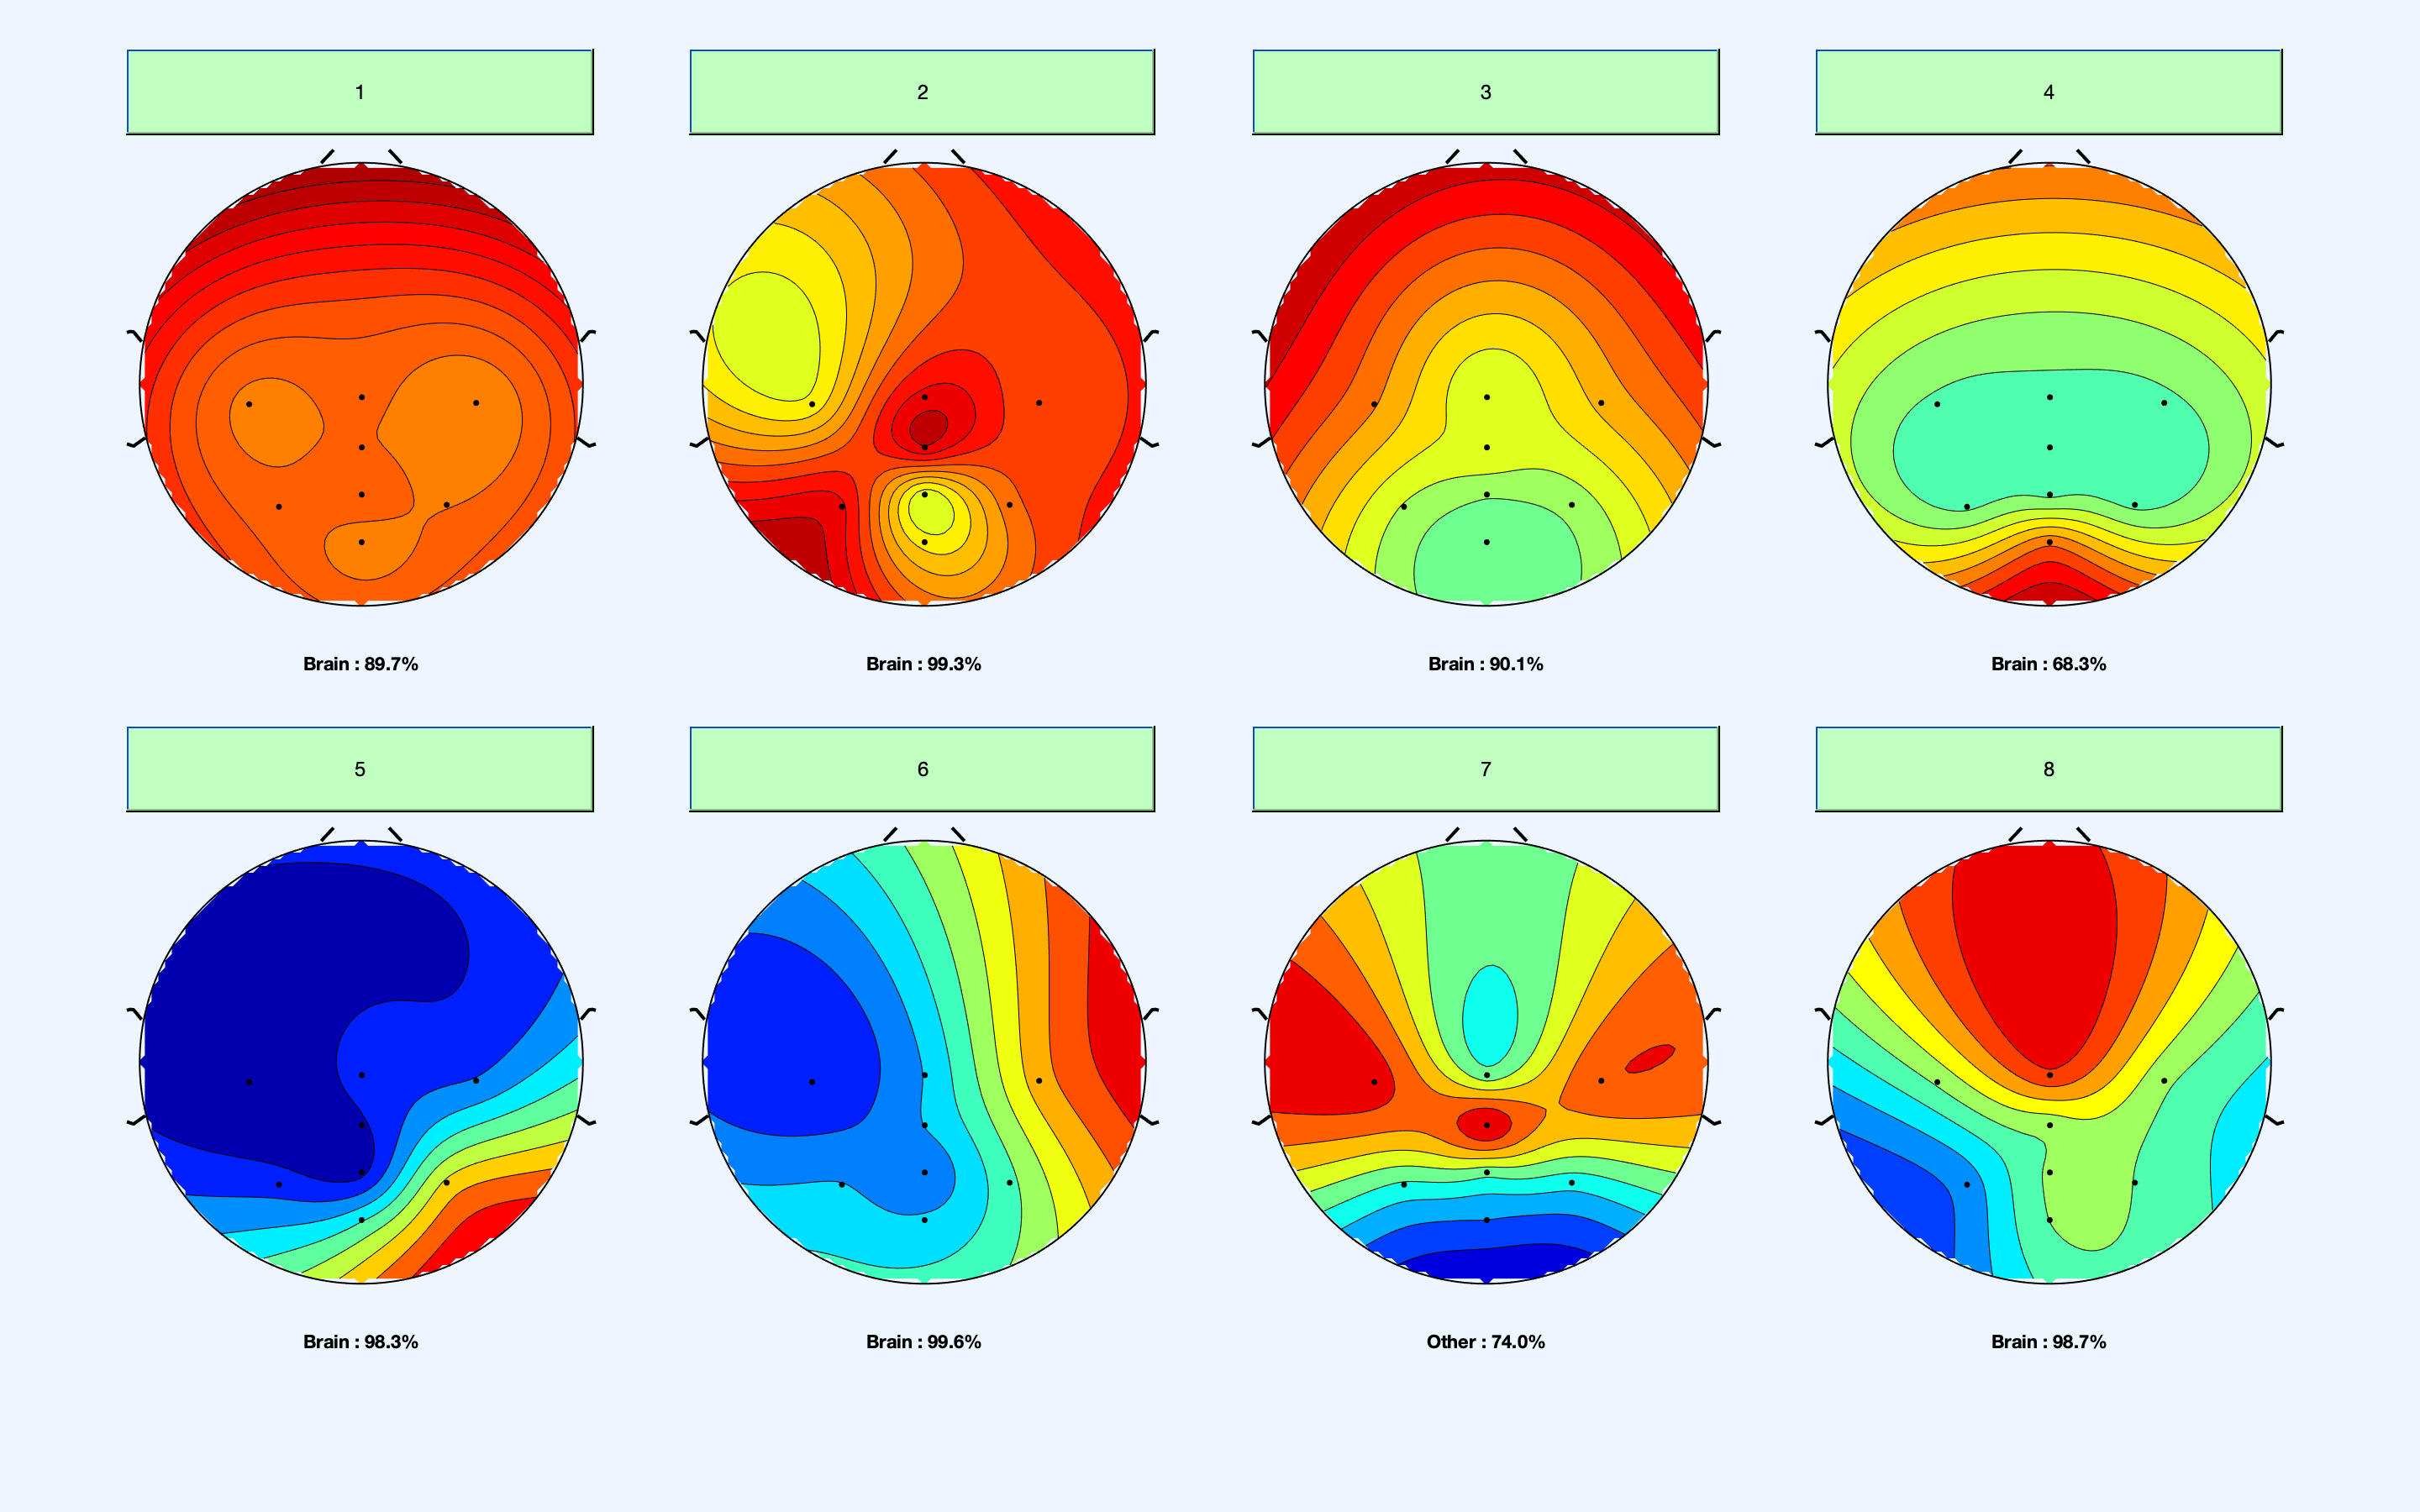 1
2
3
4
Brain : 89.7%
Brain : 99.3%
Brain : 90.1%
Brain : 68.3%
5
6
7
8
Brain : 98.3%
Brain : 99.6%
Other : 74.0%
Brain : 98.7%